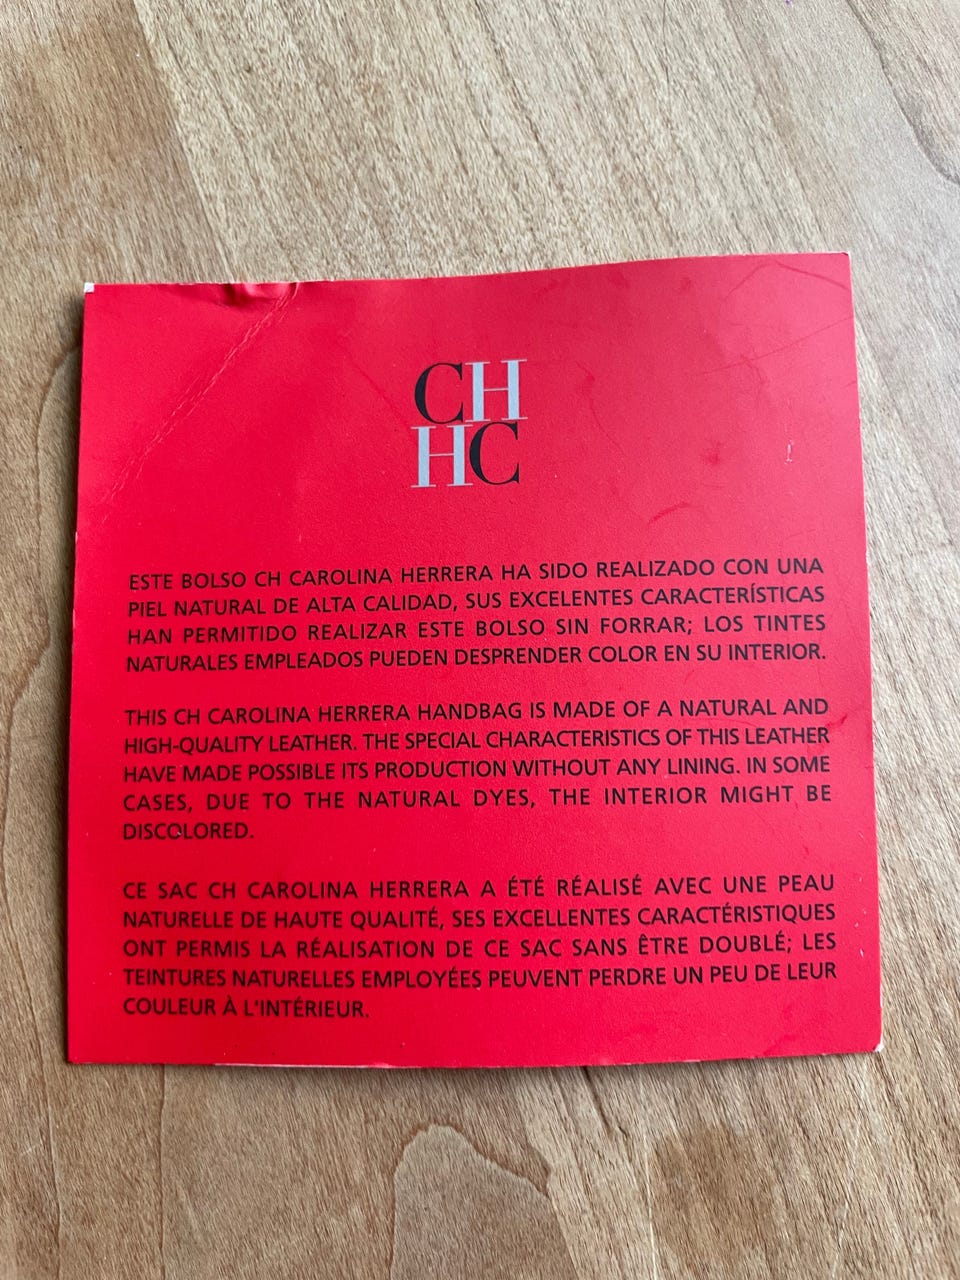 CH
HC
ESTE BOLSO CH CAROLINA HERRERA HA SIDO REALIZADO CON UNA
PIEL NATURAL DE ALTA CALIDAD, SUS EXCELENTES CARACTERÍSTICAS
HAN PERMITIDO REALIZAR ESTE BOLSO SIN FORRAR; LOS TINTES
NATURALES EMPLEADOS PUEDEN DESPRENDER COLOR EN SU INTERIOR.
THIS CH CAROLINA HERRERA HANDBAG IS MADE OF A NATURAL AND
HIGH-QUALITY LEATHER. THE SPECIAL CHARACTERISTICS OF THIS LEATHER
HAVE MADE POSSIBLE ITS PRODUCTION WITHOUT ANY LINING. IN SOME
CASES, DUE TO THE NATURAL DYES, THE INTERIOR MIGHT BE
DISCOLORED.
CE SAC CH CAROLINA HERRERA A ÉTÉ RÉALISÉ AVEC UNE PEAU
NATURELLE DE HAUTE QUALITÉ, SES EXCELLENTES CARACTÉRISTIQUES
ONT PERMIS LA RÉALISATION DE CE SAC SANS ÊTRE DOUBLÉ; LES
TEINTURES NATURELLES EMPLOYÉES PEUVENT PERDRE UN PEU DE LEUR
COULEUR À L'INTÉRIEUR.